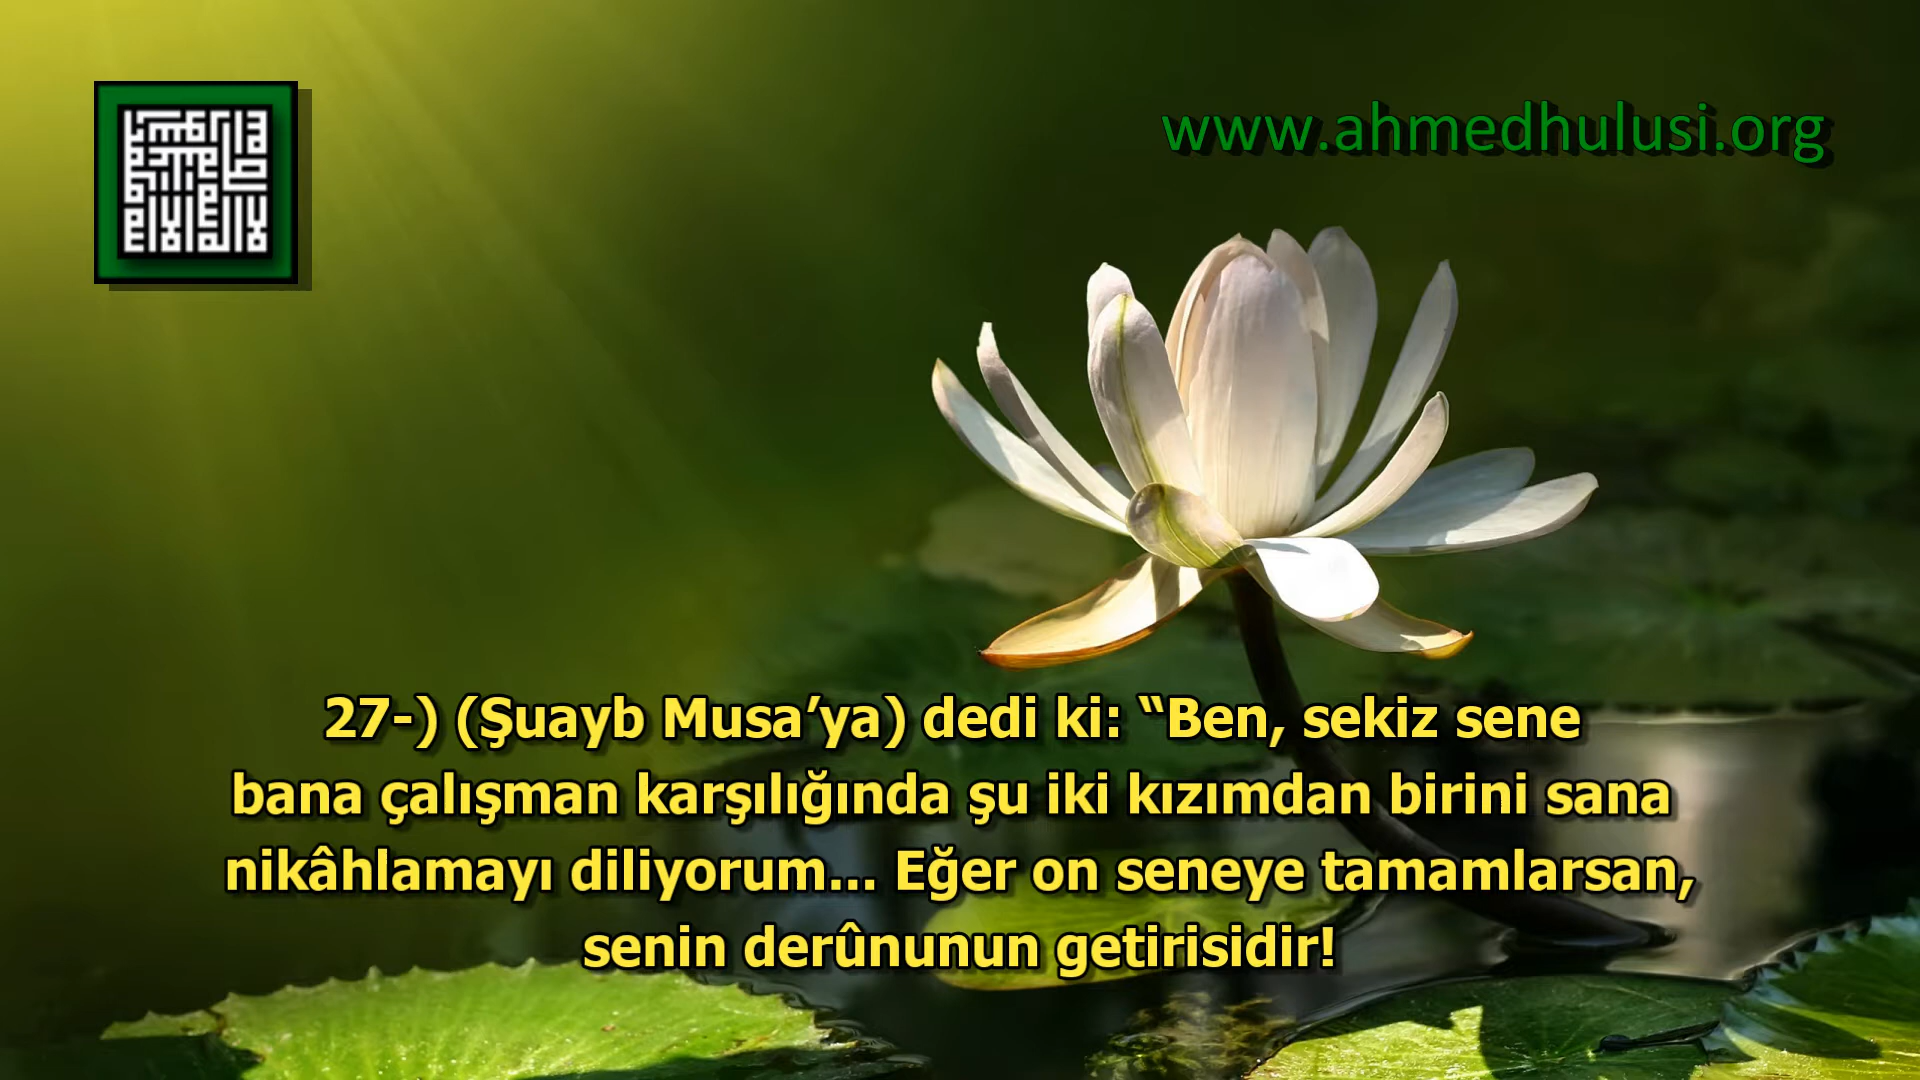 www.ahmedhulusi.org
27-) (Şuayb Musa’ya) dedi ki: “Ben, sekiz sene
bana çalışman karşılığında şu iki kızımdan birini sana
nikâhlamayı diliyorum... Eğer on seneye tamamlarsan,
senin derûnunun getirisidir!